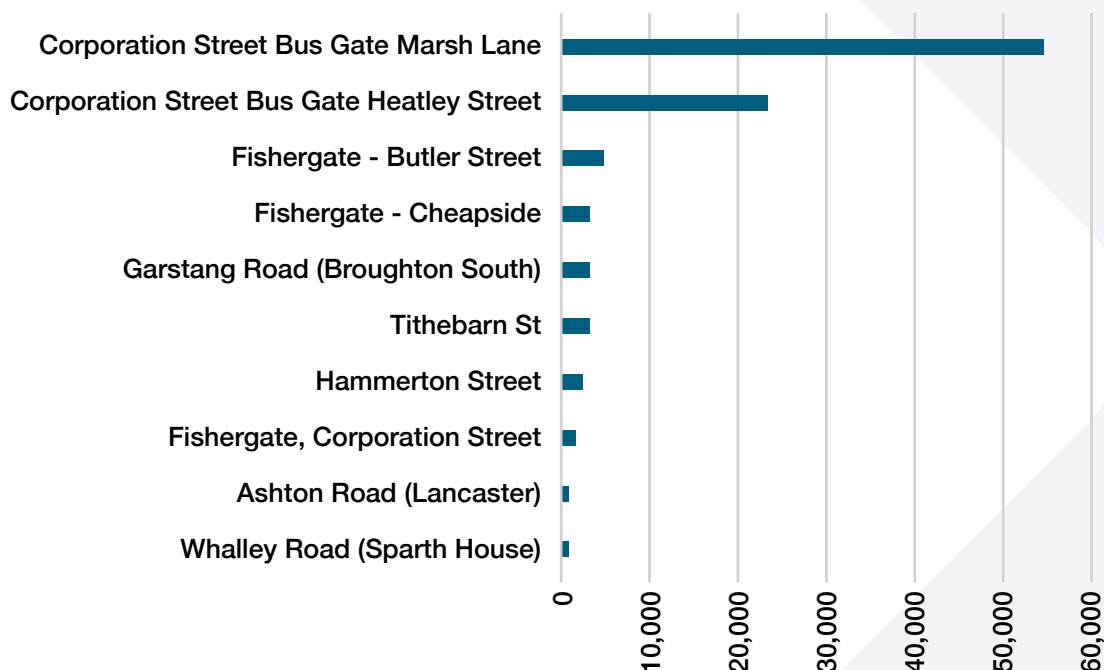 Corporation Street Bus Gate Marsh Lane
Corporation Street Bus Gate Heatley Street
Fishergate - Butler Street
Fishergate - Cheapside
Garstang Road (Broughton South)
Tithebarn St
Hammerton Street
Fishergate, Corporation Street
Ashton Road (Lancaster)
Whalley Road (Sparth House)
0
10,000
20,000
30,000
40,000
50,000
60,000